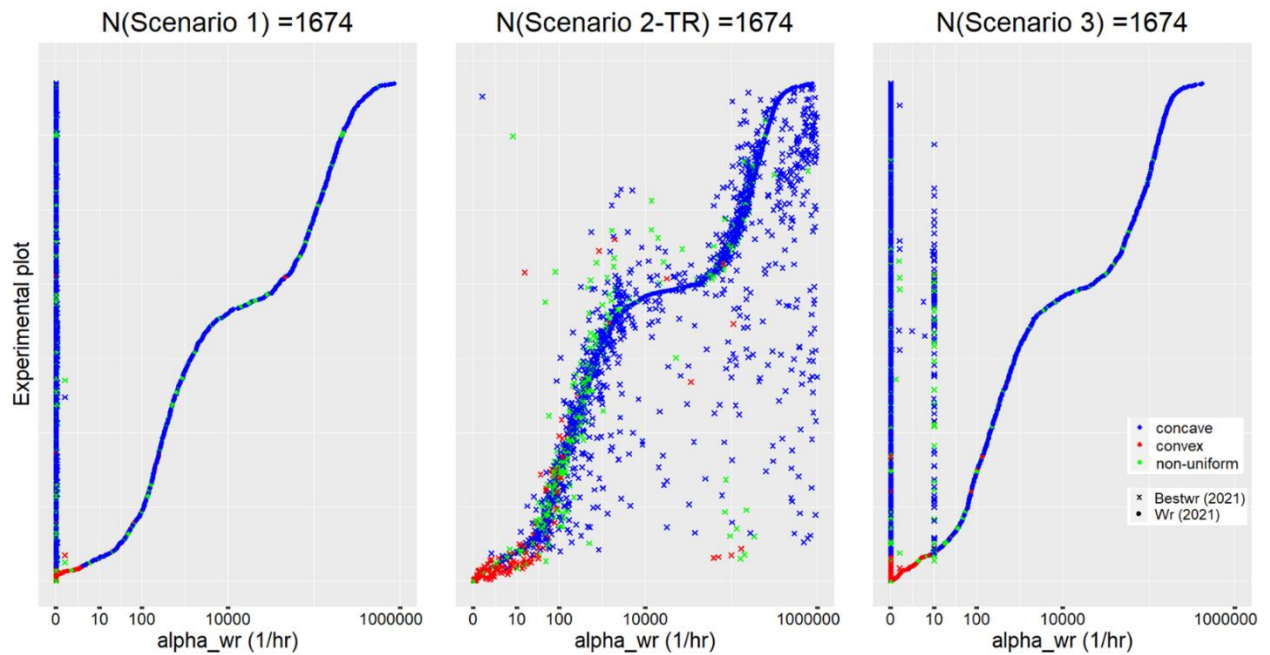 N(Scenario 1) =1674
N(Scenario 2-TR) =1674
N(Scenario 3) =1674
Experimental plot
concave
convex
non-uniform
Bestwr (2021)
Wr (2021)
0 10 100 10000 1000000
0 10 100 10000 1000000
0 10 100 10000 1000000
alpha_wr (1/hr)
alpha_wr (1/hr)
alpha_wr (1/hr)